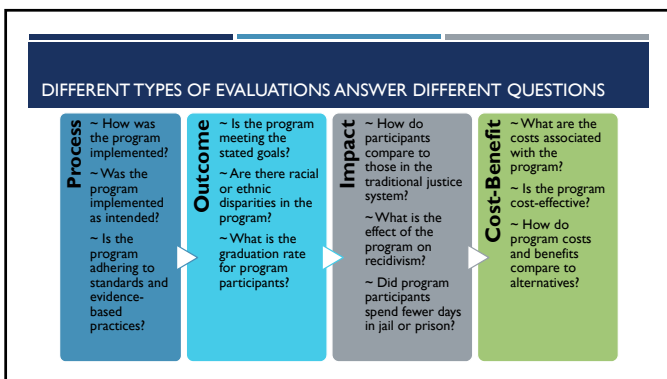 DIFFERENT TYPES OF EVALUATIONS ANSWER DIFFERENT QUESTIONS
Process
~ How was
the program
implemented?
~ Was the
program
implemented
as intended?
~ Is the
program
adhering to
standards and
evidence-
based
practices?
Outcome
~ Is the program
meeting the
stated goals?
~ Are there racial
or ethnic
disparities in the
program?
~ What is the
graduation rate
for program
participants?
Impact
~ How do
participants
compare to
those in the
traditional justice
system?
~ What is the
effect of the
program on
recidivism?
~ Did program
participants
spend fewer days
in jail or prison?
Cost-Benefit
~ What are the
costs associated
with the
program?
~ Is the program
cost-effective?
~ How do
program costs
and benefits
compare to
alternatives?